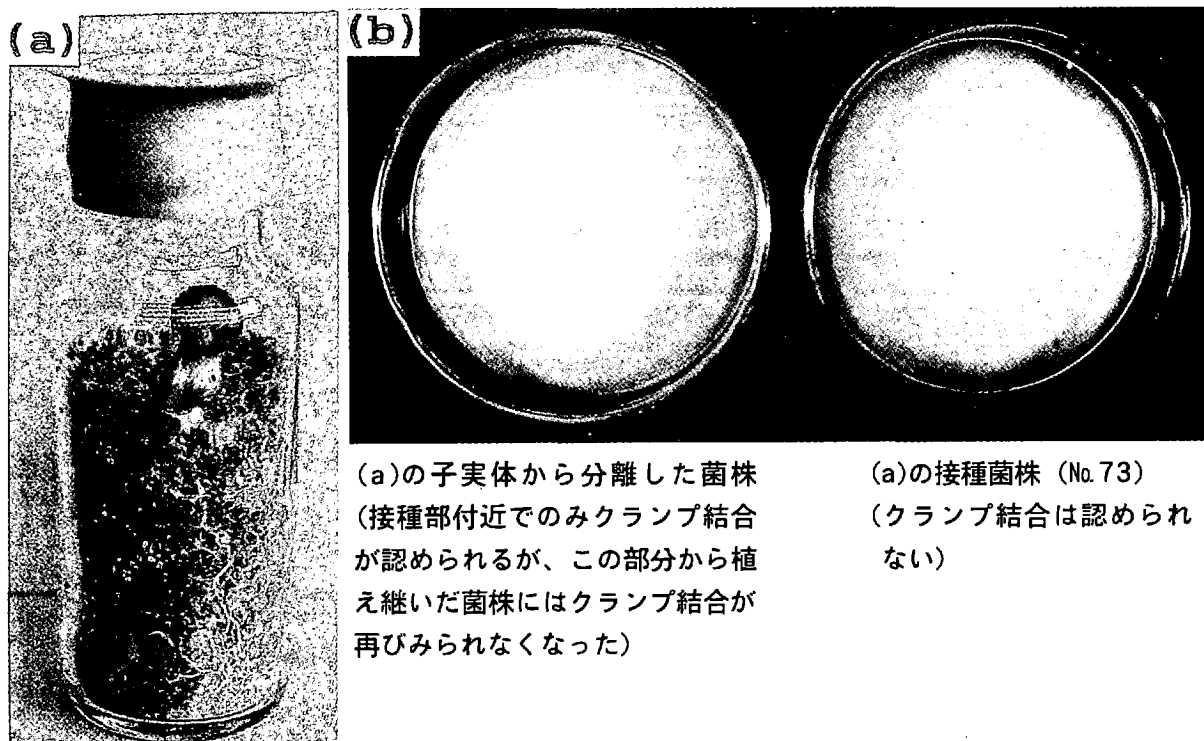 (a)
(b)
(a)の子実体から分離した菌株
(接種部付近でのみクランプ結合
が認められるが、この部分から植
え継いだ菌株にはクランプ結合が
再びみられなくなった)
(a)の接種菌株 (No.73)
(クランプ結合は認められ
ない)